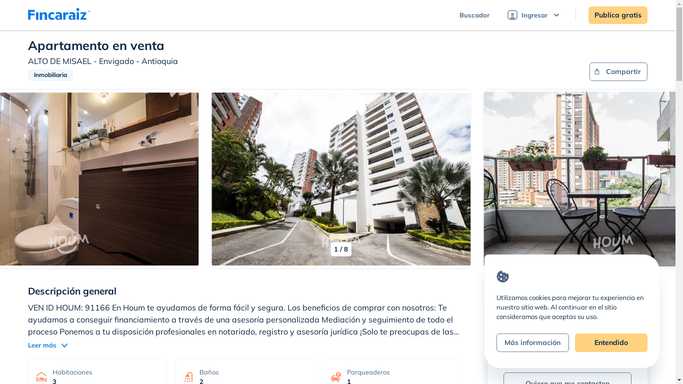 Fincaraiz
Buscador
Ingresar
Publica gratis
Apartamento en venta
ALTO DE MISAEL - Envigado - Antioquia
Inmobiliaria
Compartir
HOUM
HOUM
HOUM
1 / 8
Descripción general
VEN ID HOUM: 91166 En Houm te ayudamos de forma fácil y segura. Los beneficios de comprar con nosotros: Te
ayudamos a conseguir financiamiento a través de una asesoría personalizada Mediación y seguimiento de todo el
proceso Ponemos a tu disposición profesionales en notariado, registro y asesoría jurídica ¡Solo te preocupas de las...
Leer más
Habitaciones
3
Baños
2
Parqueaderos
1
Utilizamos cookies para mejorar tu experiencia en
nuestro sitio web. Al continuar en el sitio
consideramos que aceptas su uso.
Más información
Entendido
Quiero que me contacten